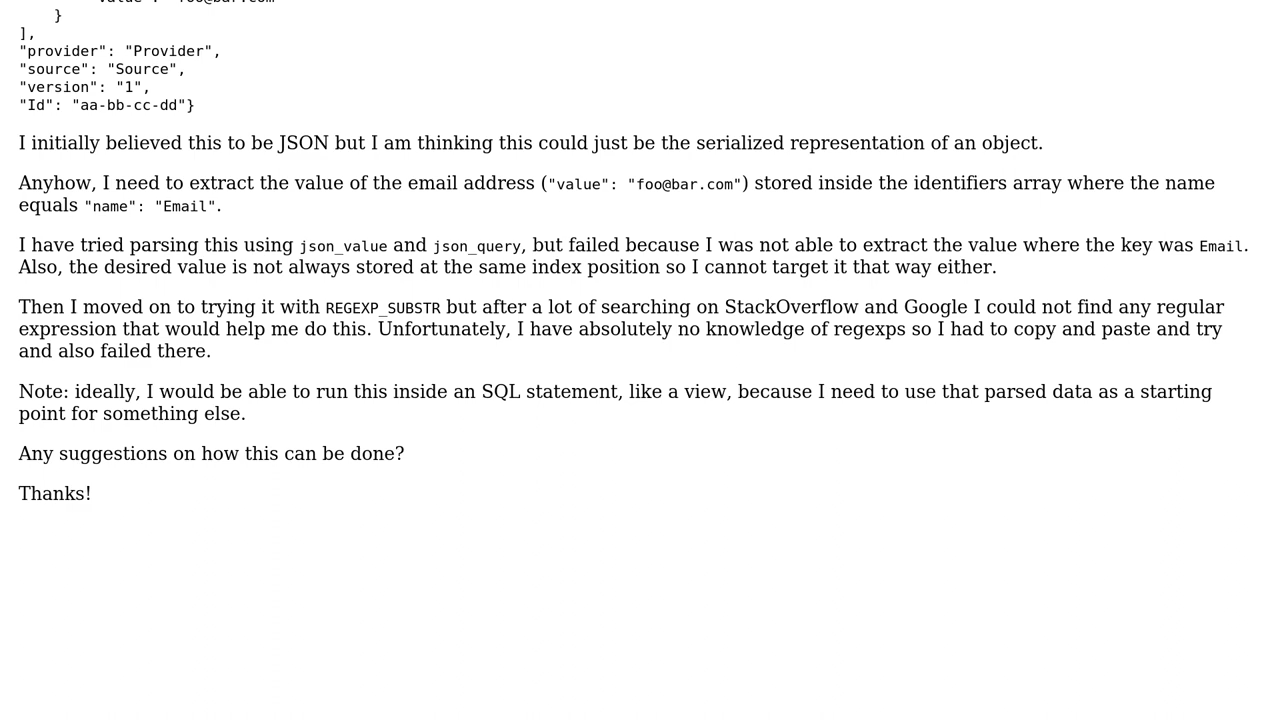 }
],
"provider": "Provider",
"source": "Source",
"version": "1",
"Id": "aa-bb-cc-dd"}
I initially believed this to be JSON but I am thinking this could just be the serialized representation of an object.
Anyhow, I need to extract the value of the email address ("value": "foo@bar.com") stored inside the identifiers array where the name
equals "name": "Email".
I have tried parsing this using json_value and json_query, but failed because I was not able to extract the value where the key was Email.
Also, the desired value is not always stored at the same index position so I cannot target it that way either.
Then I moved on to trying it with REGEXP_SUBSTR but after a lot of searching on StackOverflow and Google I could not find any regular
expression that would help me do this. Unfortunately, I have absolutely no knowledge of regexps so I had to copy and paste and try
and also failed there.
Note: ideally, I would be able to run this inside an SQL statement, like a view, because I need to use that parsed data as a starting
point for something else.
Any suggestions on how this can be done?
Thanks!